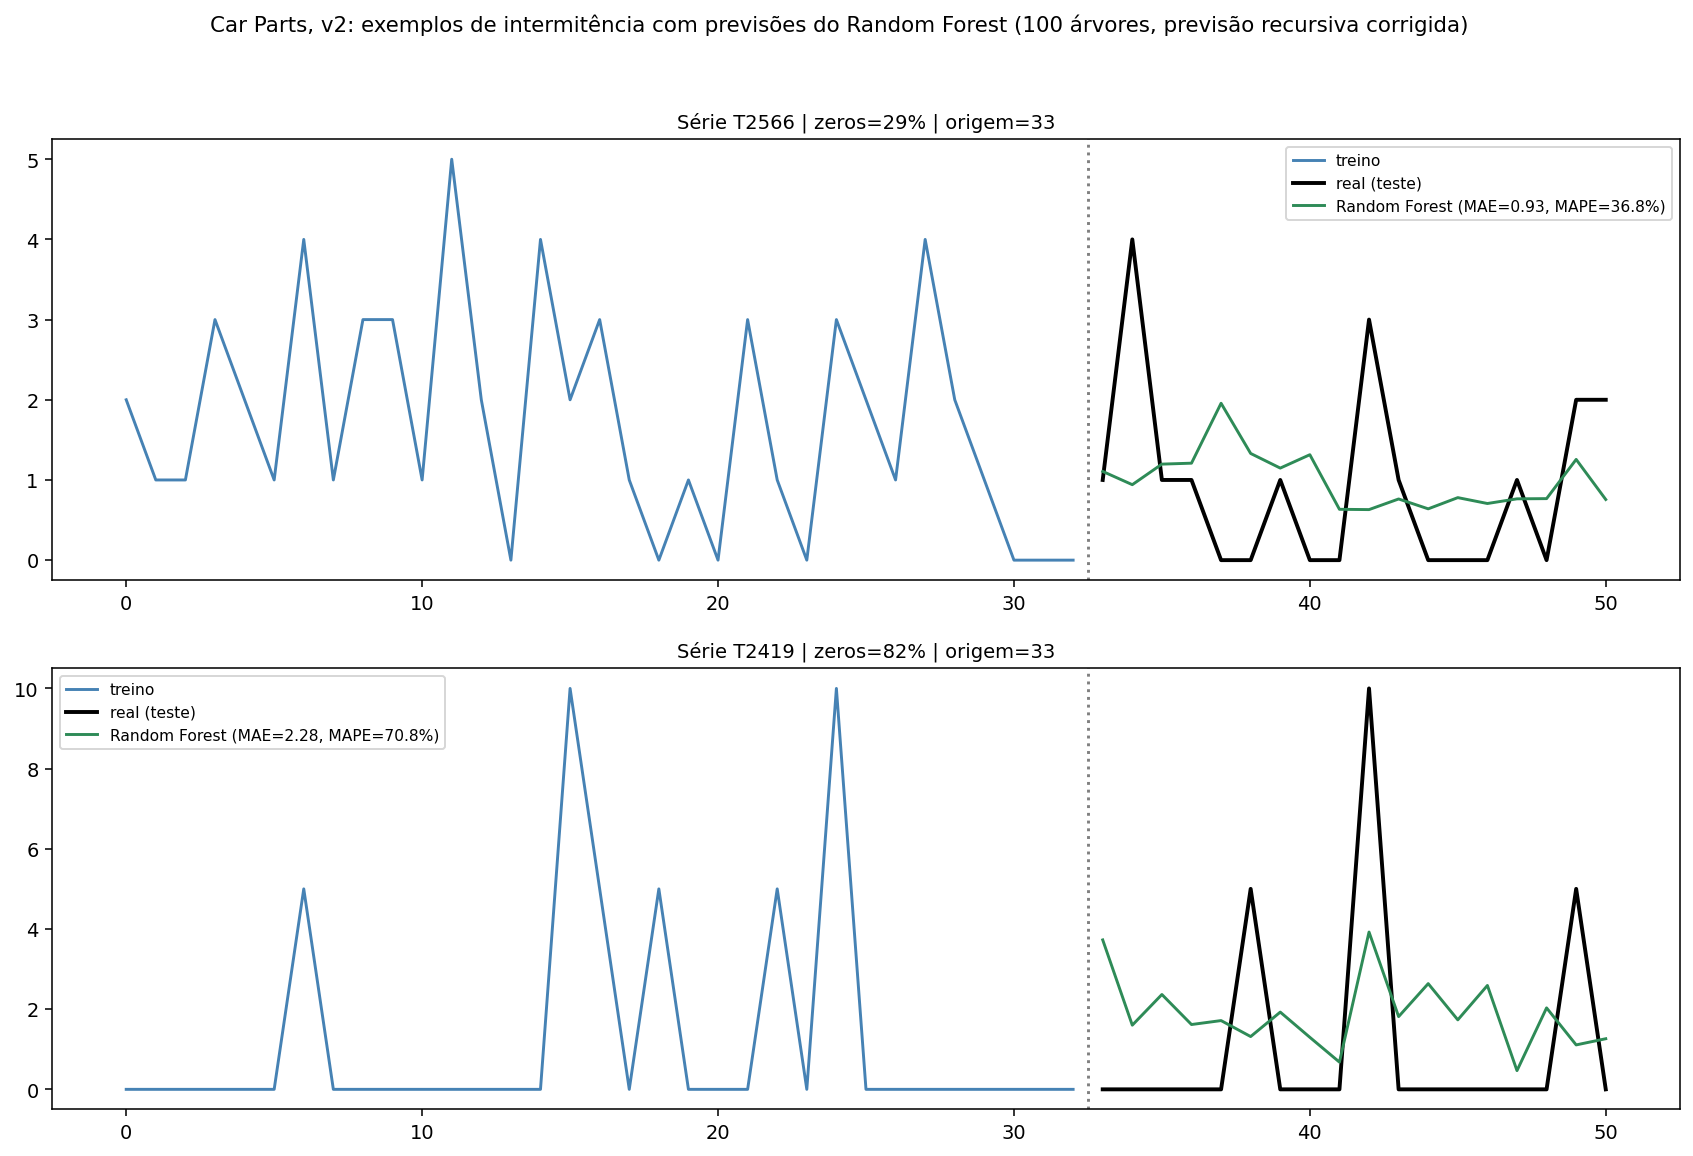 Car Parts, v2: exemplos de intermitência com previsões do Random Forest (100 árvores, previsão recursiva corrigida)
Série T2566 | zeros=29% | origem=33
5
4
3
2
1
0
treino
real (teste)
Random Forest (MAE=0.93, MAPE=36.8%)
0 10 20 30 40 50
Série T2419 | zeros=82% | origem=33
10
8
6
4
2
0
treino
real (teste)
Random Forest (MAE=2.28, MAPE=70.8%)
0 10 20 30 40 50